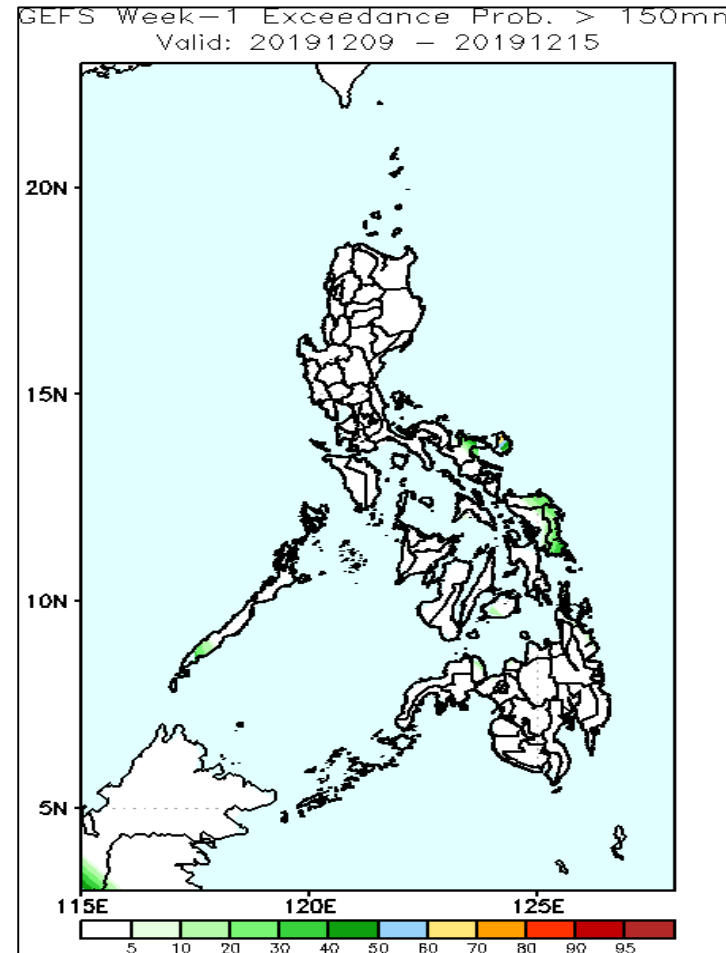 GEFS Week-1 Exceedance Prob. > 150mm
Valid: 20191209 - 20191215
20N
15N
10N
5N
115E 120E 125E
5 10 20 30 40 50 60 70 80 90 95